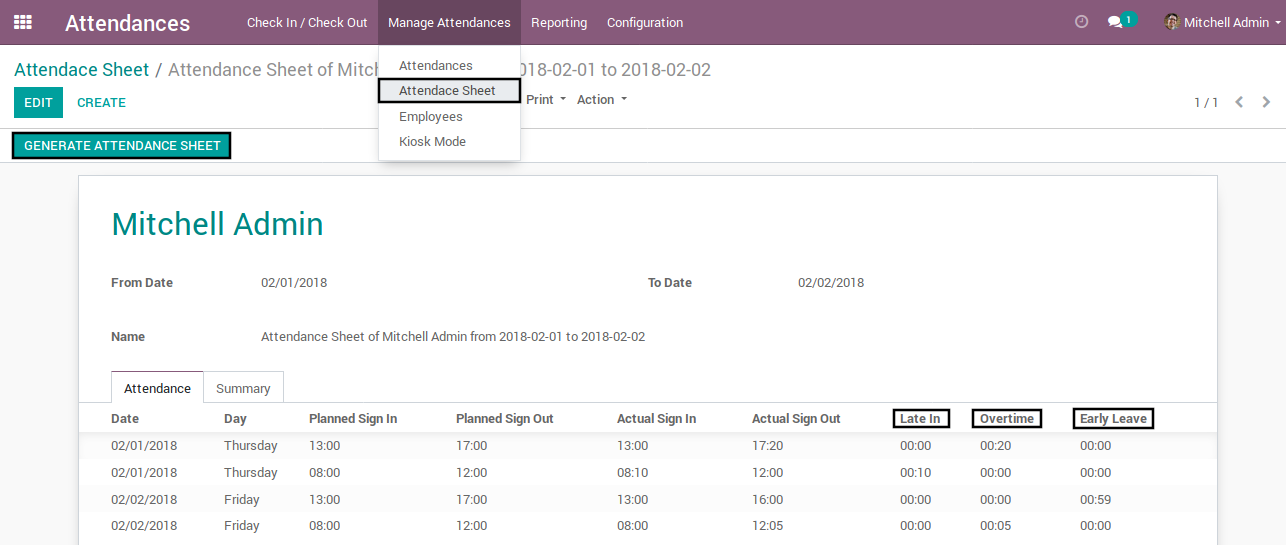 Attendances Check In / Check Out Manage Attendances Reporting Configuration 1 Mitchell Admin
Attendace Sheet / Attendance Sheet of Mitch 018-02-01 to 2018-02-02
Attendances
Attendace Sheet
Employees
Kiosk Mode
EDIT CREATE Print Action 1 / 1
GENERATE ATTENDANCE SHEET
Mitchell Admin
From Date 02/01/2018 To Date 02/02/2018
Name Attendance Sheet of Mitchell Admin from 2018-02-01 to 2018-02-02
Attendance Summary
Date Day Planned Sign In Planned Sign Out Actual Sign In Actual Sign Out Late In Overtime Early Leave
02/01/2018 Thursday 13:00 17:00 13:00 17:20 00:00 00:20 00:00
02/01/2018 Thursday 08:00 12:00 08:10 12:00 00:10 00:00 00:00
02/02/2018 Friday 13:00 17:00 13:00 16:00 00:00 00:00 00:59
02/02/2018 Friday 08:00 12:00 08:00 12:05 00:00 00:05 00:00